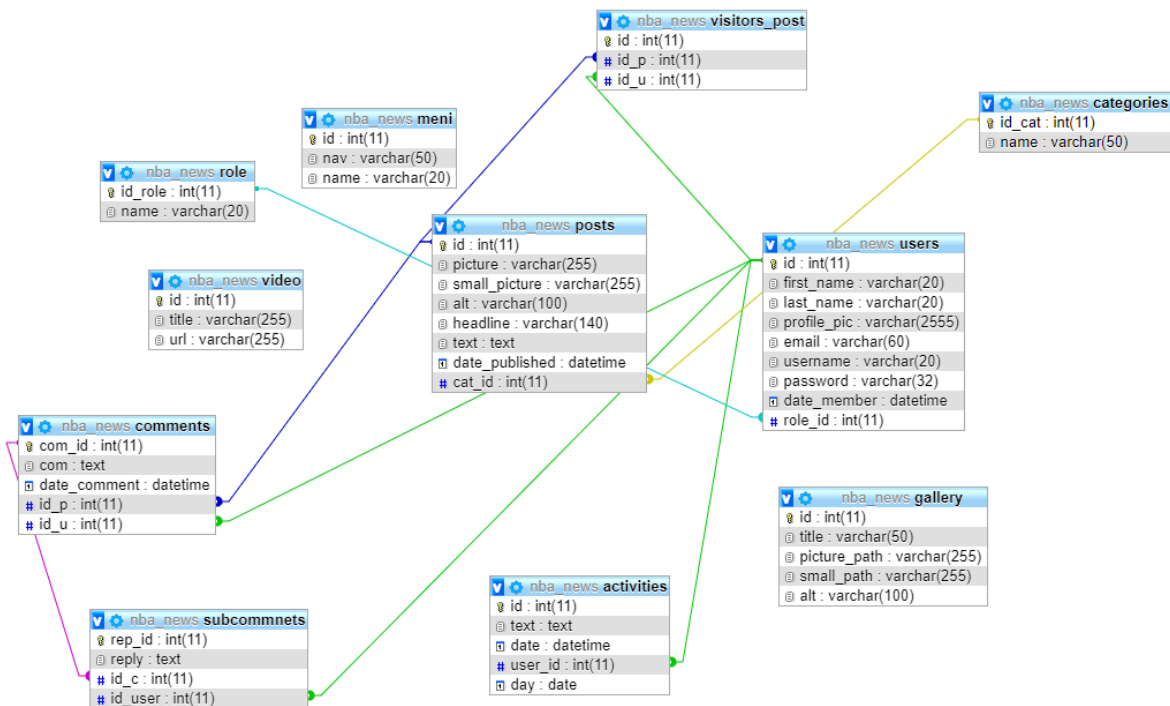 nba_news visitors_post
id : int(11)
id_p : int(11)
id_u : int(11)
nba_news categories
id_cat : int(11)
name : varchar(50)
nba_news meni
id : int(11)
nav : varchar(50)
name : varchar(20)
nba_news role
id_role : int(11)
name : varchar(20)
nba_news posts
id : int(11)
picture : varchar(255)
small_picture : varchar(255)
alt : varchar(100)
headline : varchar(140)
text : text
date_published : datetime
cat_id : int(11)
nba_news users
id : int(11)
first_name : varchar(20)
last_name : varchar(20)
profile_pic : varchar(2555)
email : varchar(60)
username : varchar(20)
password : varchar(32)
date_member : datetime
role_id : int(11)
nba_news video
id : int(11)
title : varchar(255)
url : varchar(255)
nba_news comments
com_id : int(11)
com : text
date_comment : datetime
id_p : int(11)
id_u : int(11)
nba_news gallery
id : int(11)
title : varchar(50)
picture_path : varchar(255)
small_path : varchar(255)
alt : varchar(100)
nba_news activities
id : int(11)
text : text
date : datetime
user_id : int(11)
day : date
nba_news subcommnets
rep_id : int(11)
reply : text
id_c : int(11)
id_user : int(11)